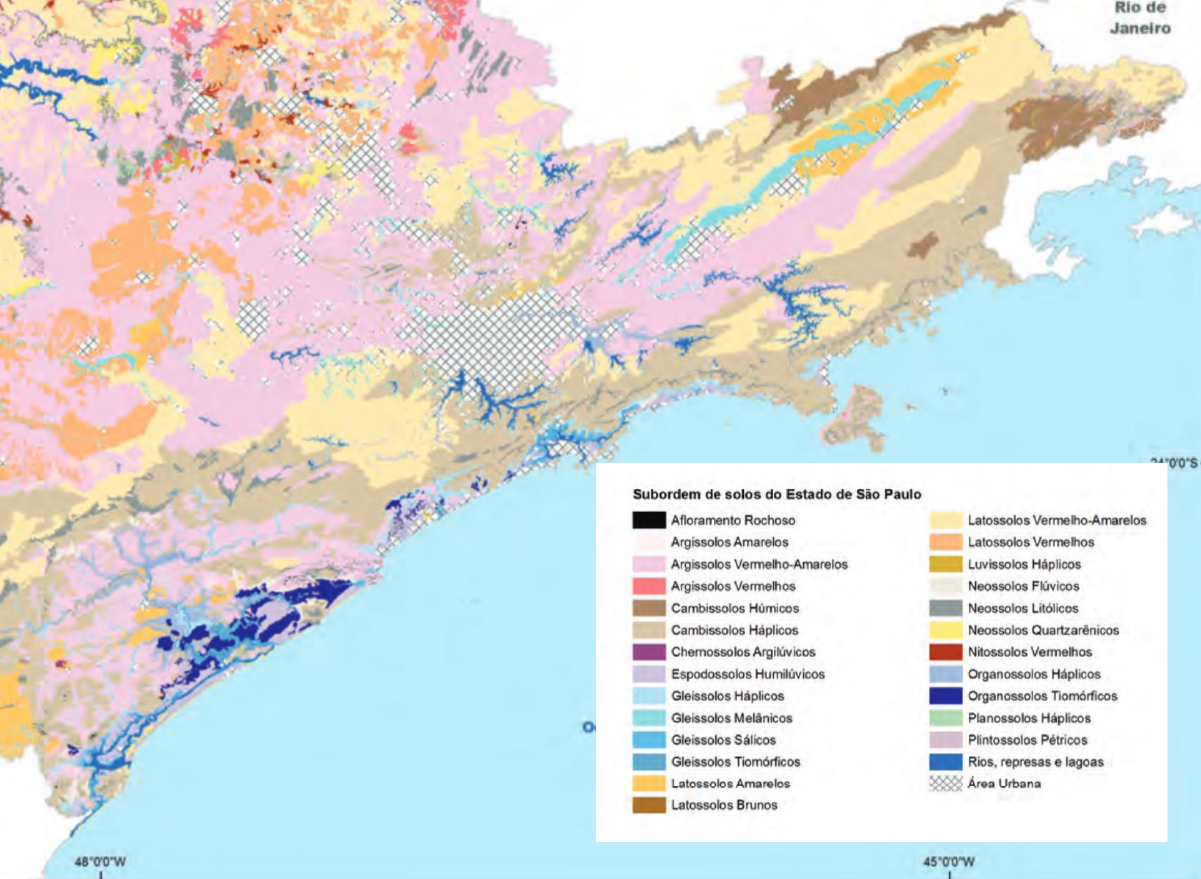 Rio de
Janeiro
Subordem de solos do Estado de São Paulo
Afloramento Rochoso
Argissolos Amarelos
Argissolos Vermelho-Amarelos
Argissolos Vermelhos
Cambissolos Húmicos
Cambissolos Háplicos
Chernossolos Argilúvicos
Espodossolos Humilúvicos
Gleissolos Háplicos
Gleissolos Melânicos
Gleissolos Sálicos
Gleissolos Tiomórficos
Latossolos Amarelos
Latossolos Brunos
Latossolos Vermelho-Amarelos
Latossolos Vermelhos
Luvissolos Háplicos
Neossolos Flúvicos
Neossolos Litólicos
Neossolos Quartzarênicos
Nitossolos Vermelhos
Organossolos Háplicos
Organossolos Tiomórficos
Planossolos Háplicos
Plintossolos Pétricos
Rios, represas e lagoas
Área Urbana
48°0'0"W
45°0'0"W